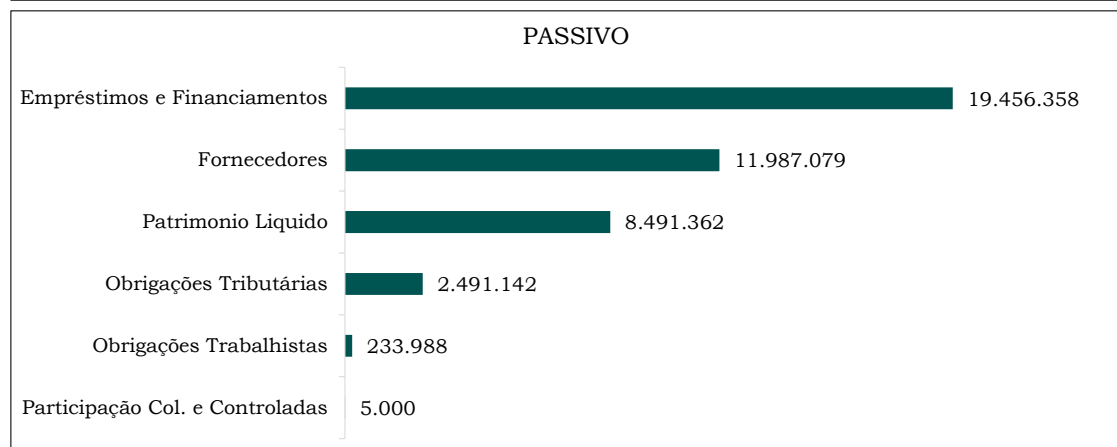 PASSIVO
Empréstimos e Financiamentos 19.456.358
Fornecedores 11.987.079
Patrimonio Liquido 8.491.362
Obrigações Tributárias 2.491.142
Obrigações Trabalhistas 233.988
Participação Col. e Controladas 5.000